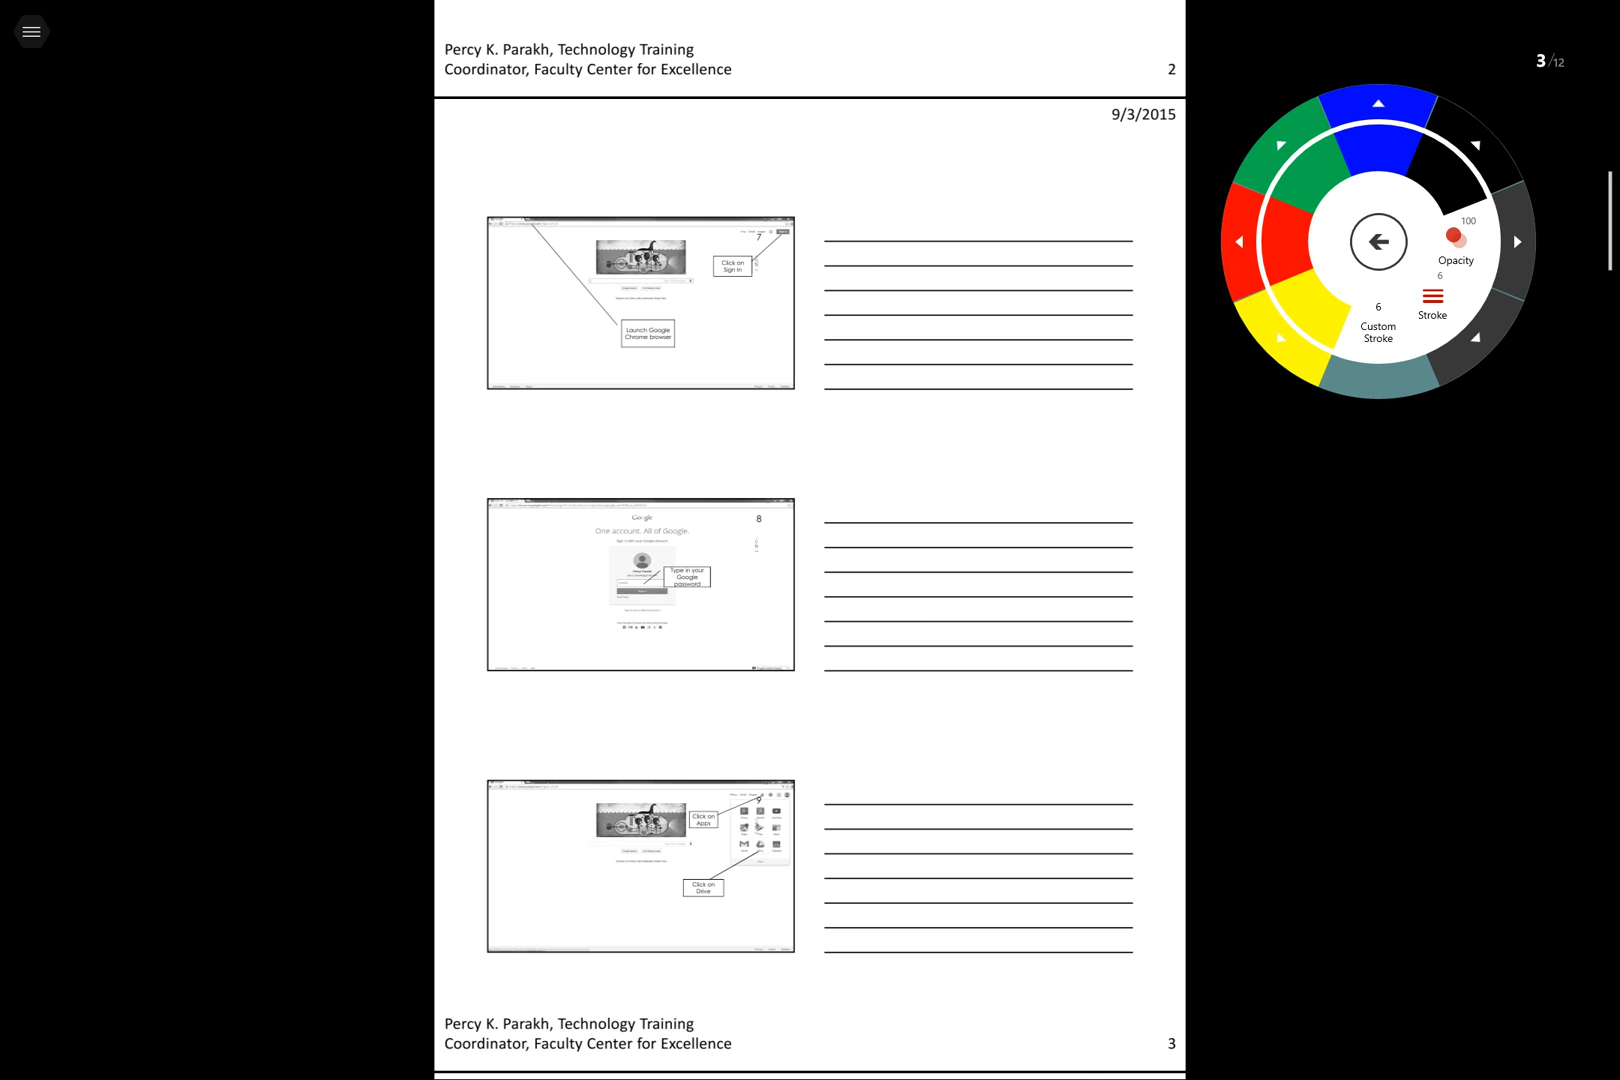 Percy K. Parakh, Technology Training
Coordinator, Faculty Center for Excellence
2
3/12
9/3/2015
7
Click on
Sign In
Launch Google
Chrome browser
100
Opacity
6
Stroke
6
Custom
Stroke
Google
8
One account. All of Google.
Type in your
Google
password
9
Click on
Apps
Click on
Drive
Percy K. Parakh, Technology Training
Coordinator, Faculty Center for Excellence
3